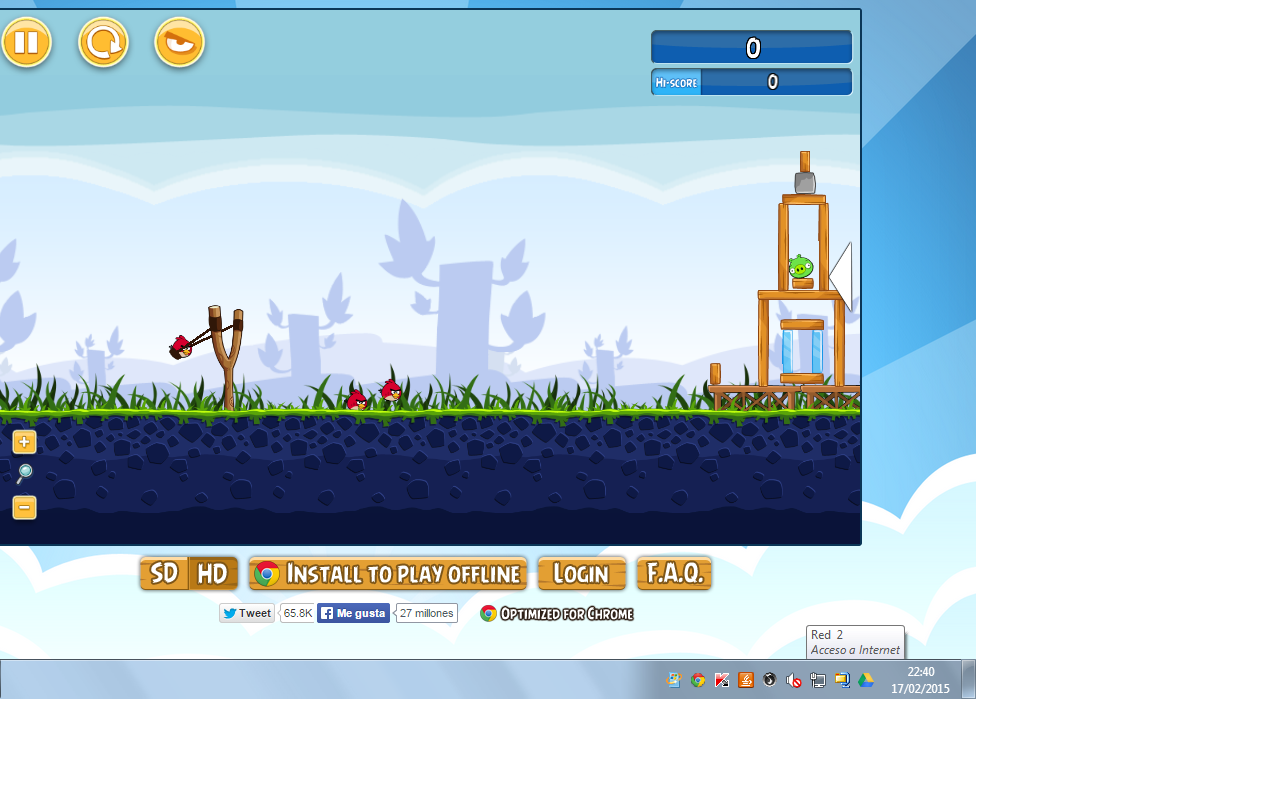 0
Hi-score 0
SD HD Install to Play offline Login F.A.Q.
Tweet 65.8K Me gusta 27 millones Optimized for Chrome
Red 2
Acceso a Internet
22:40
17/02/2015